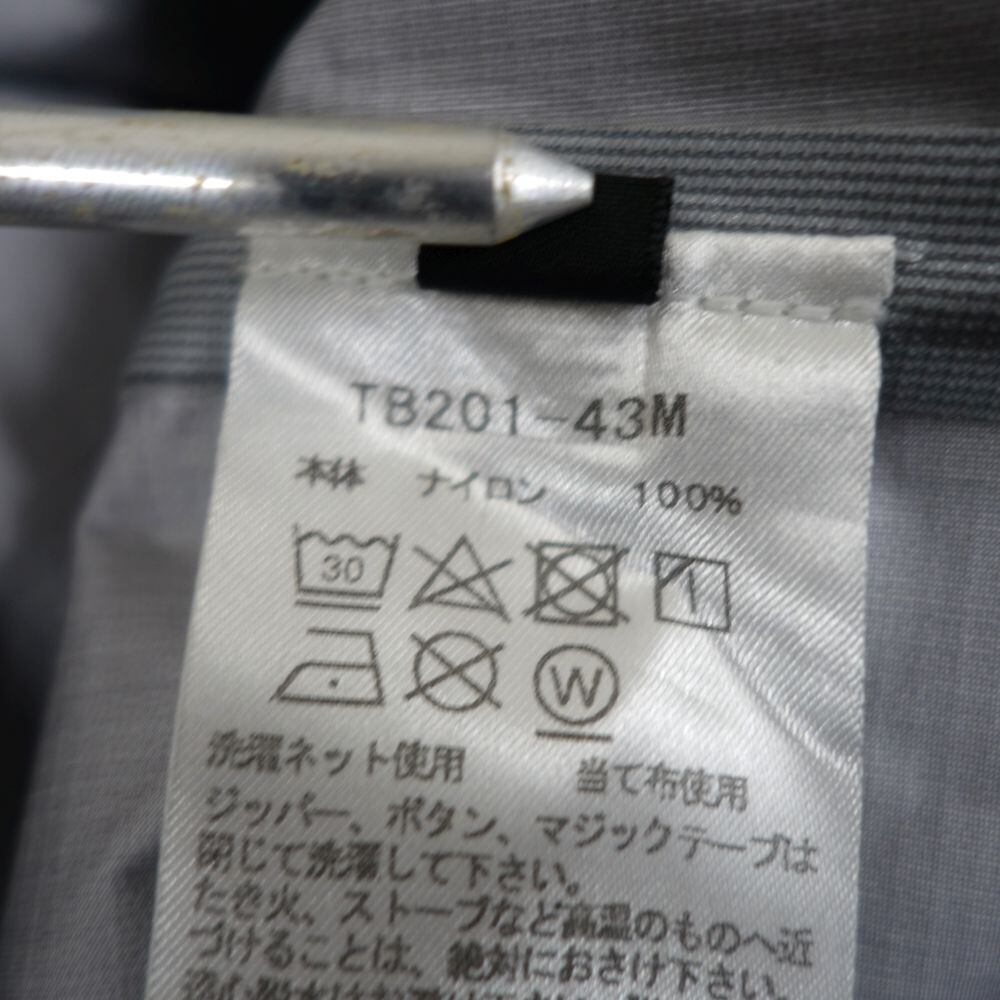 TB201-43M
本体 ナイロン 100%
30
W
洗濯ネット使用 当て布使用
ジッパー、ボタン、マジックテープは
閉じて洗濯して下さい。
たき火、ストーブなど高温のものへ近
づけることは、絶対におさけ下さい。